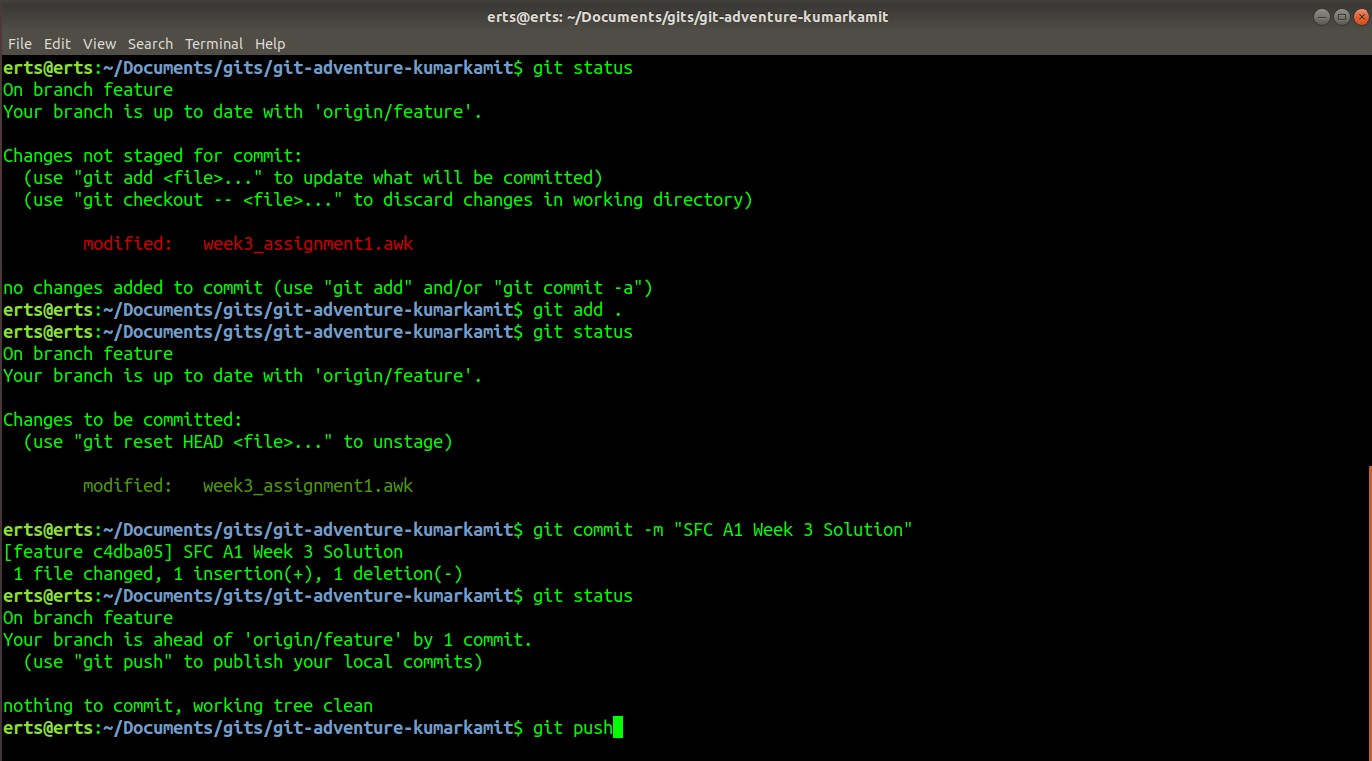 erts@erts: ~/Documents/gits/git-adventure-kumarkamit
File Edit View Search Terminal Help
erts@erts:~/Documents/gits/git-adventure-kumarkamit$ git status
On branch feature
Your branch is up to date with 'origin/feature'.
Changes not staged for commit:
(use "git add <file>..." to update what will be committed)
(use "git checkout -- <file>..." to discard changes in working directory)
modified: week3_assignment1.awk
no changes added to commit (use "git add" and/or "git commit -a")
erts@erts:~/Documents/gits/git-adventure-kumarkamit$ git add .
erts@erts:~/Documents/gits/git-adventure-kumarkamit$ git status
On branch feature
Your branch is up to date with 'origin/feature'.
Changes to be committed:
(use "git reset HEAD <file>..." to unstage)
modified: week3_assignment1.awk
erts@erts:~/Documents/gits/git-adventure-kumarkamit$ git commit -m "SFC A1 Week 3 Solution"
[feature c4dba05] SFC A1 Week 3 Solution
1 file changed, 1 insertion(+), 1 deletion(-)
erts@erts:~/Documents/gits/git-adventure-kumarkamit$ git status
On branch feature
Your branch is ahead of 'origin/feature' by 1 commit.
(use "git push" to publish your local commits)
nothing to commit, working tree clean
erts@erts:~/Documents/gits/git-adventure-kumarkamit$ git push